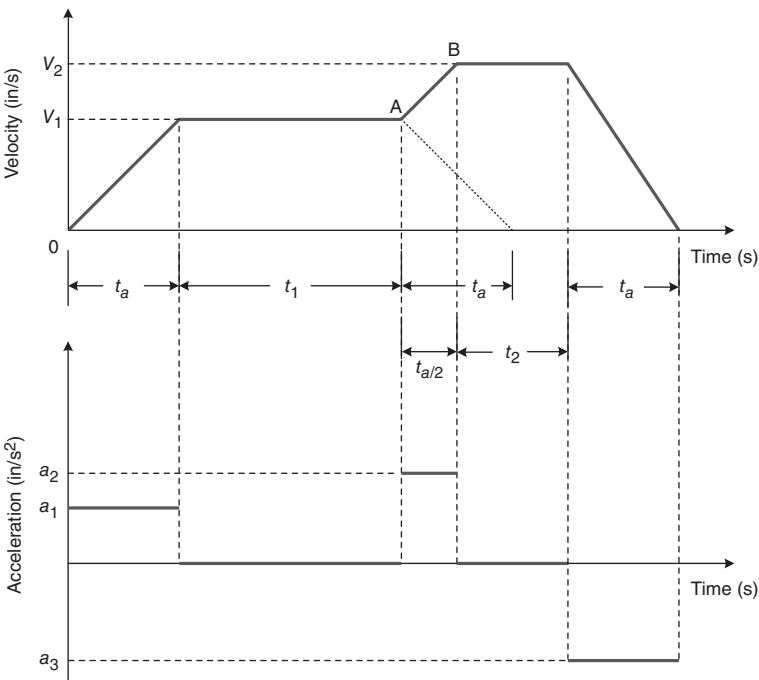 Velocity (in/s)
V2
V1
A
B
0
Time (s)
ta
t1
ta
ta
ta/2
t2
Acceleration (in/s²)
a2
a1
Time (s)
a3